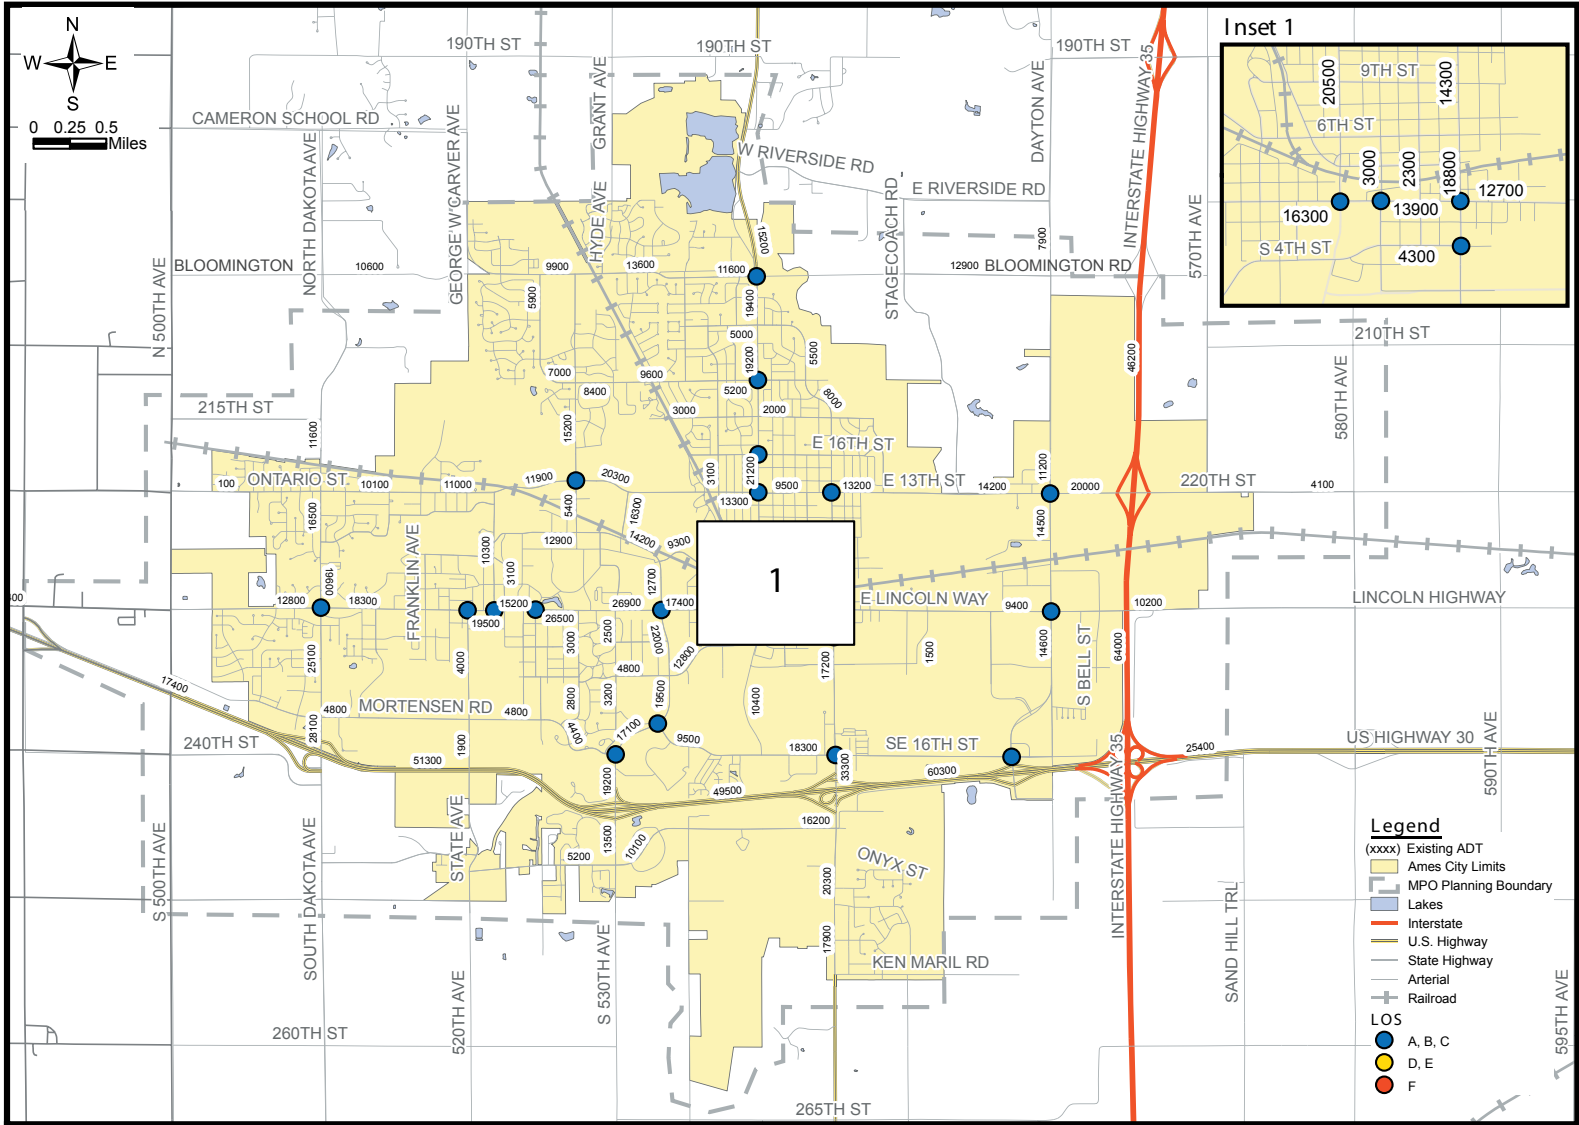 N
W E
S
0 0.25 0.5
Miles
190TH ST
190TH ST
190TH ST
CAMERON SCHOOL RD
NORTH DAKOTA AVE
GEORGE W CARVER AVE
GRANT AVE
HYDE AVE
W RIVERSIDE RD
E RIVERSIDE RD
STAGECOACH RD
DAYTON AVE
INTERSTATE HIGHWAY 35
570TH AVE
N 500TH AVE
BLOOMINGTON
10600
9900
13600
11600
15200
12900
BLOOMINGTON RD
7900
5900
19400
5000
5500
46200
210TH ST
580TH AVE
7000
8400
9600
19200
5200
8000
3000
2000
215TH ST
11600
15200
E 16TH ST
3100
21200
100
ONTARIO ST
10100
11000
11900
20300
13300
9500
13200
E 13TH ST
14200
11200
20000
220TH ST
4100
16500
5400
16300
14200
9300
14500
12900
FRANKLIN AVE
10300
3100
12700
1
19600
12800
18300
15200
19500
26500
26900
17400
E LINCOLN WAY
9400
10200
LINCOLN HIGHWAY
25100
4000
3000
2500
22000
12800
4800
17200
1500
14600
S BELL ST
64000
17400
4800
MORTENSEN RD
4800
2800
3200
19500
10400
28100
1900
4400
17100
9500
18300
SE 16TH ST
240TH ST
51300
19200
49500
33300
60300
25400
US HIGHWAY 30
590TH AVE
INTERSTATE HIGHWAY 35
16200
13500
10100
5200
STATE AVE
SOUTH DAKOTA AVE
S 500TH AVE
ONYX ST
20300
17900
KEN MARIL RD
S 530TH AVE
520TH AVE
SAND HILL TRL
595TH AVE
260TH ST
265TH ST
Inset 1
20500
9TH ST
14300
6TH ST
3000
2300
18800
12700
16300
13900
S 4TH ST
4300
Legend
(xxxx) Existing ADT
Ames City Limits
MPO Planning Boundary
Lakes
Interstate
U.S. Highway
State Highway
Arterial
Railroad
LOS
A, B, C
D, E
F